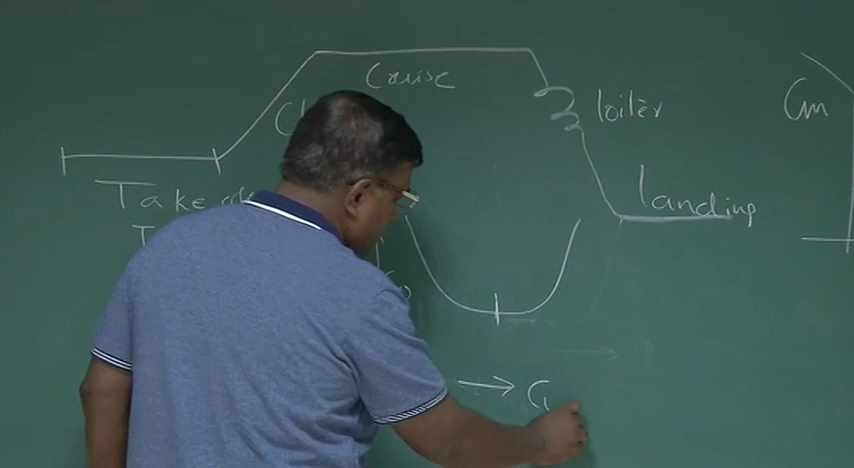 Cruise
loiter
Cm
Take
landing
→ CL